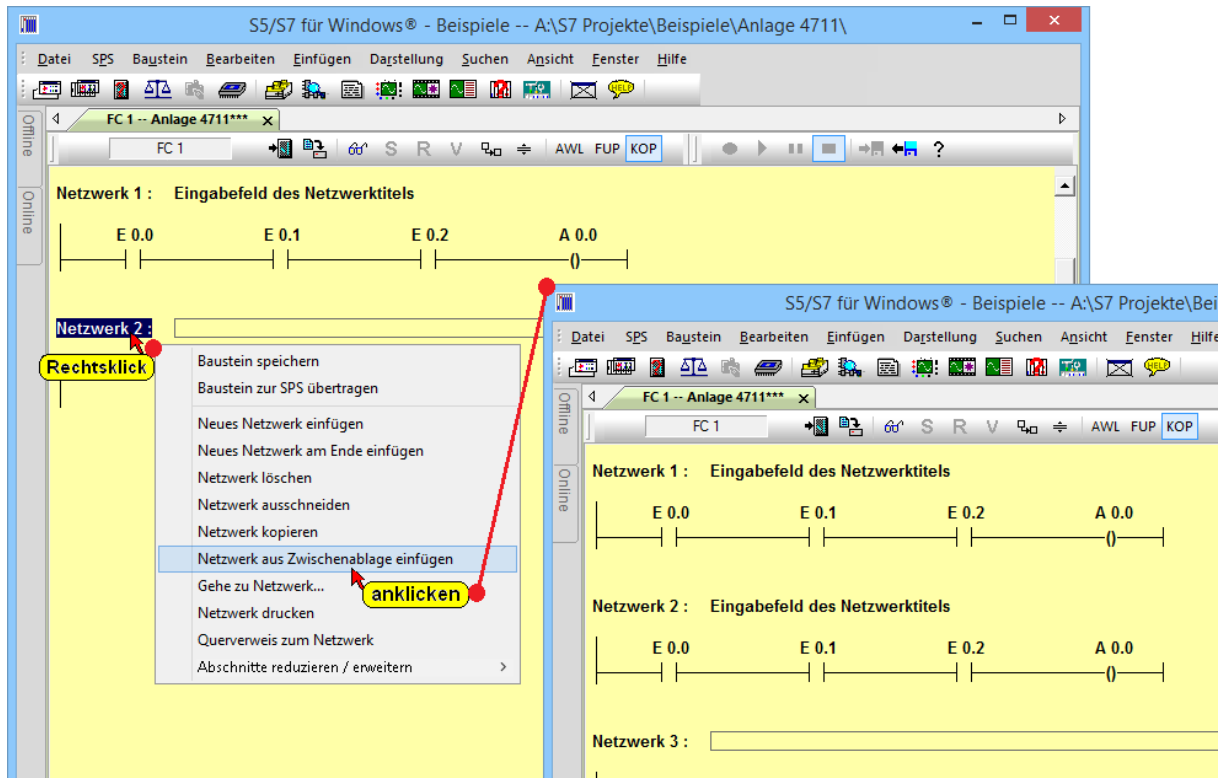 S5/S7 für Windows® - Beispiele -- A:\S7 Projekte\Beispiele\Anlage 4711\
Datei SPS Baustein Bearbeiten Einfügen Darstellung Suchen Ansicht Fenster Hilfe
HELP
Offline
Online
FC 1 -- Anlage 4711*** x
FC 1 S R V AWL FUP KOP ?
Netzwerk 1 : Eingabefeld des Netzwerktitels
E 0.0 E 0.1 E 0.2 A 0.0
()
Netzwerk 2 :
Rechtsklick
Baustein speichern
Baustein zur SPS übertragen
Neues Netzwerk einfügen
Neues Netzwerk am Ende einfügen
Netzwerk löschen
Netzwerk ausschneiden
Netzwerk kopieren
Netzwerk aus Zwischenablage einfügen
Gehe zu Netzwerk...
anklicken
Netzwerk drucken
Querverweis zum Netzwerk
Abschnitte reduzieren / erweitern >
S5/S7 für Windows® - Beispiele -- A:\S7 Projekte\Bei
Datei SPS Baustein Bearbeiten Einfügen Darstellung Suchen Ansicht Fenster Hilfe
HELP
Offline
Online
FC 1 -- Anlage 4711*** x
FC 1 S R V AWL FUP KOP
Netzwerk 1 : Eingabefeld des Netzwerktitels
E 0.0 E 0.1 E 0.2 A 0.0
()
Netzwerk 2 : Eingabefeld des Netzwerktitels
E 0.0 E 0.1 E 0.2 A 0.0
()
Netzwerk 3 :